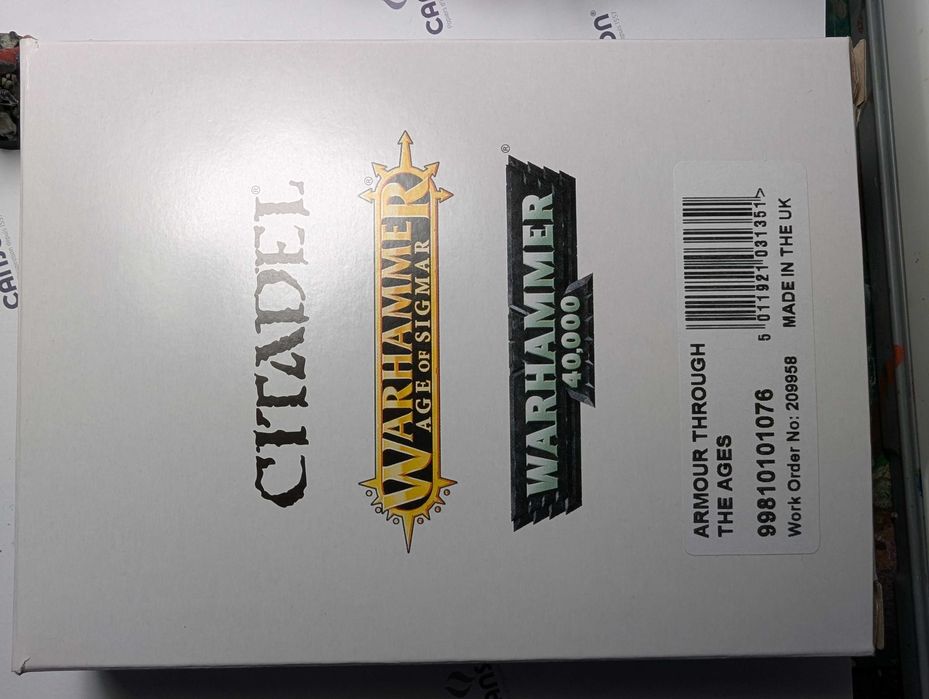 CITADEL®
WARHAMMER®
AGE OF SIGMAR
WARHAMMER®
40,000
ARMOUR THROUGH
THE AGES
99810101076
Work Order No: 209958
5 011921 031351 >
MADE IN THE UK